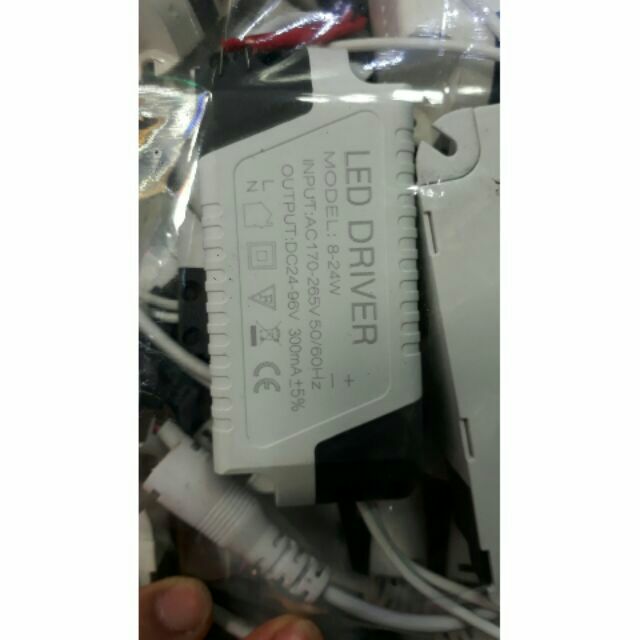 LED DRIVER
MODEL: 8-24W
INPUT:AC170-265V 50/60Hz
OUTPUT:DC24-96V 300mA±5%
L
N
F
CE
+
−